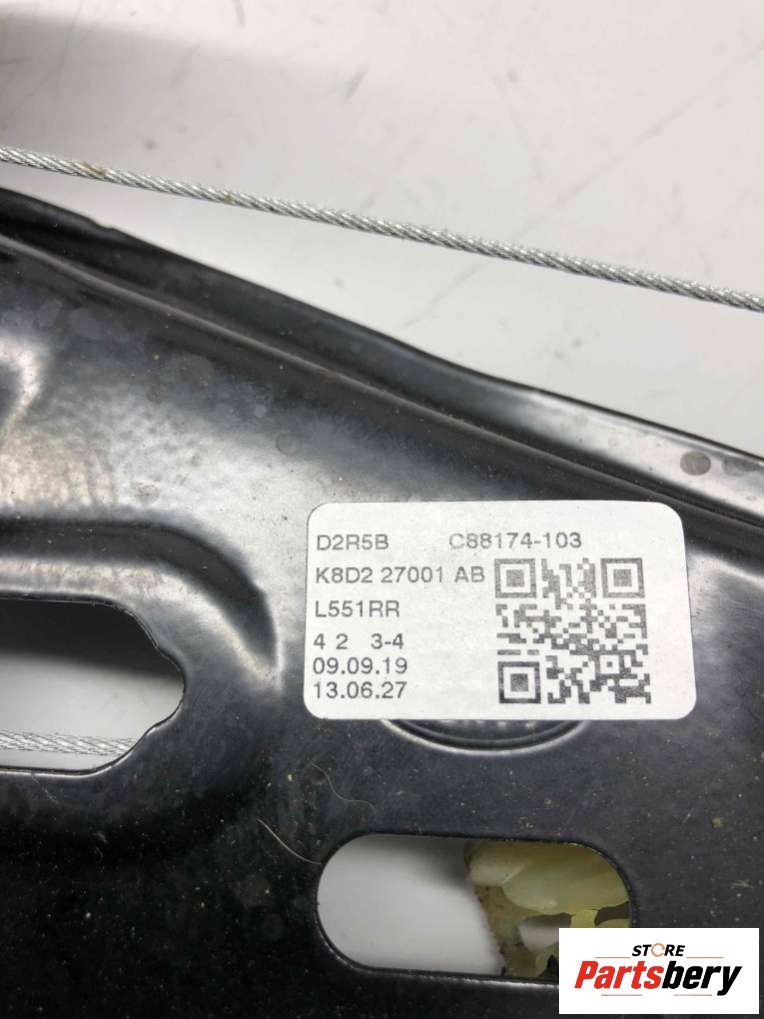 D2R5B C88174-103
K8D2 27001 AB
L551RR
4 2 3-4
09.09.19
13.06.27
STORE
Partsbery